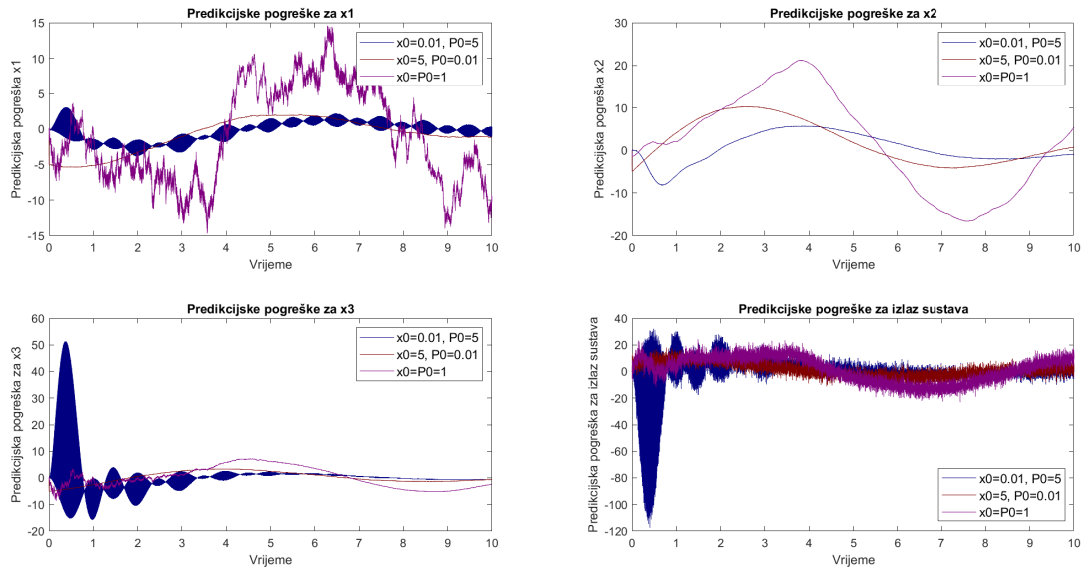 Predikcijske pogreške za x1
Predikcijska pogreška x1
15
10
5
0
-5
-10
-15
0 1 2 3 4 5 6 7 8 9 10
Vrijeme
x0=0.01, P0=5
x0=5, P0=0.01
x0=P0=1
Predikcijske pogreške za x2
Predikcijska pogreška x2
30
20
10
0
-10
-20
0 1 2 3 4 5 6 7 8 9 10
Vrijeme
x0=0.01, P0=5
x0=5, P0=0.01
x0=P0=1
Predikcijske pogreške za x3
Predikcijska pogreška za x3
60
50
40
30
20
10
0
-10
-20
0 1 2 3 4 5 6 7 8 9 10
Vrijeme
x0=0.01, P0=5
x0=5, P0=0.01
x0=P0=1
Predikcijske pogreške za izlaz sustava
Predikcijska pogreška za izlaz sustava
40
20
0
-20
-40
-60
-80
-100
-120
0 1 2 3 4 5 6 7 8 9 10
Vrijeme
x0=0.01, P0=5
x0=5, P0=0.01
x0=P0=1